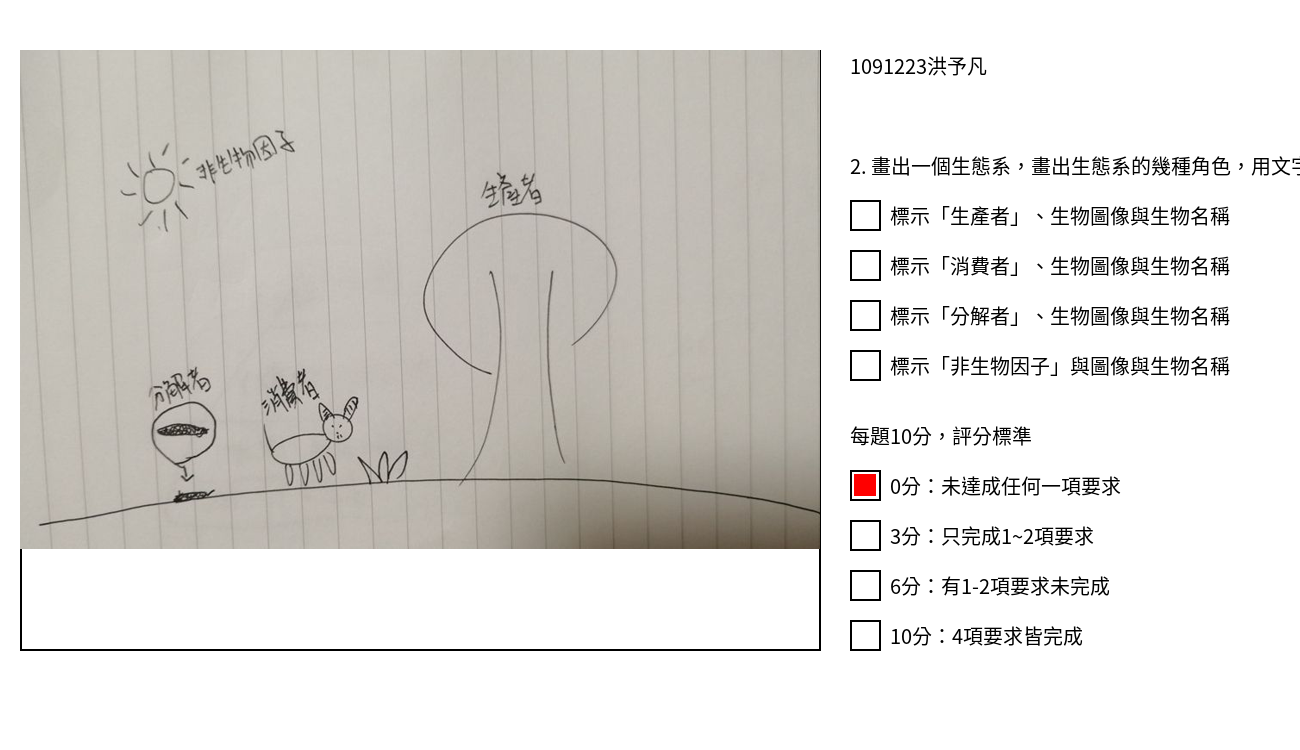 1091223洪予凡
2. 畫出一個生態系，畫出生態系的幾種角色，用文字
標示「生產者」、生物圖像與生物名稱
標示「消費者」、生物圖像與生物名稱
標示「分解者」、生物圖像與生物名稱
標示「非生物因子」與圖像與生物名稱
每題10分，評分標準
0分：未達成任何一項要求
3分：只完成1~2項要求
6分：有1-2項要求未完成
10分：4項要求皆完成
非生物因子
生產者
分解者
消費者